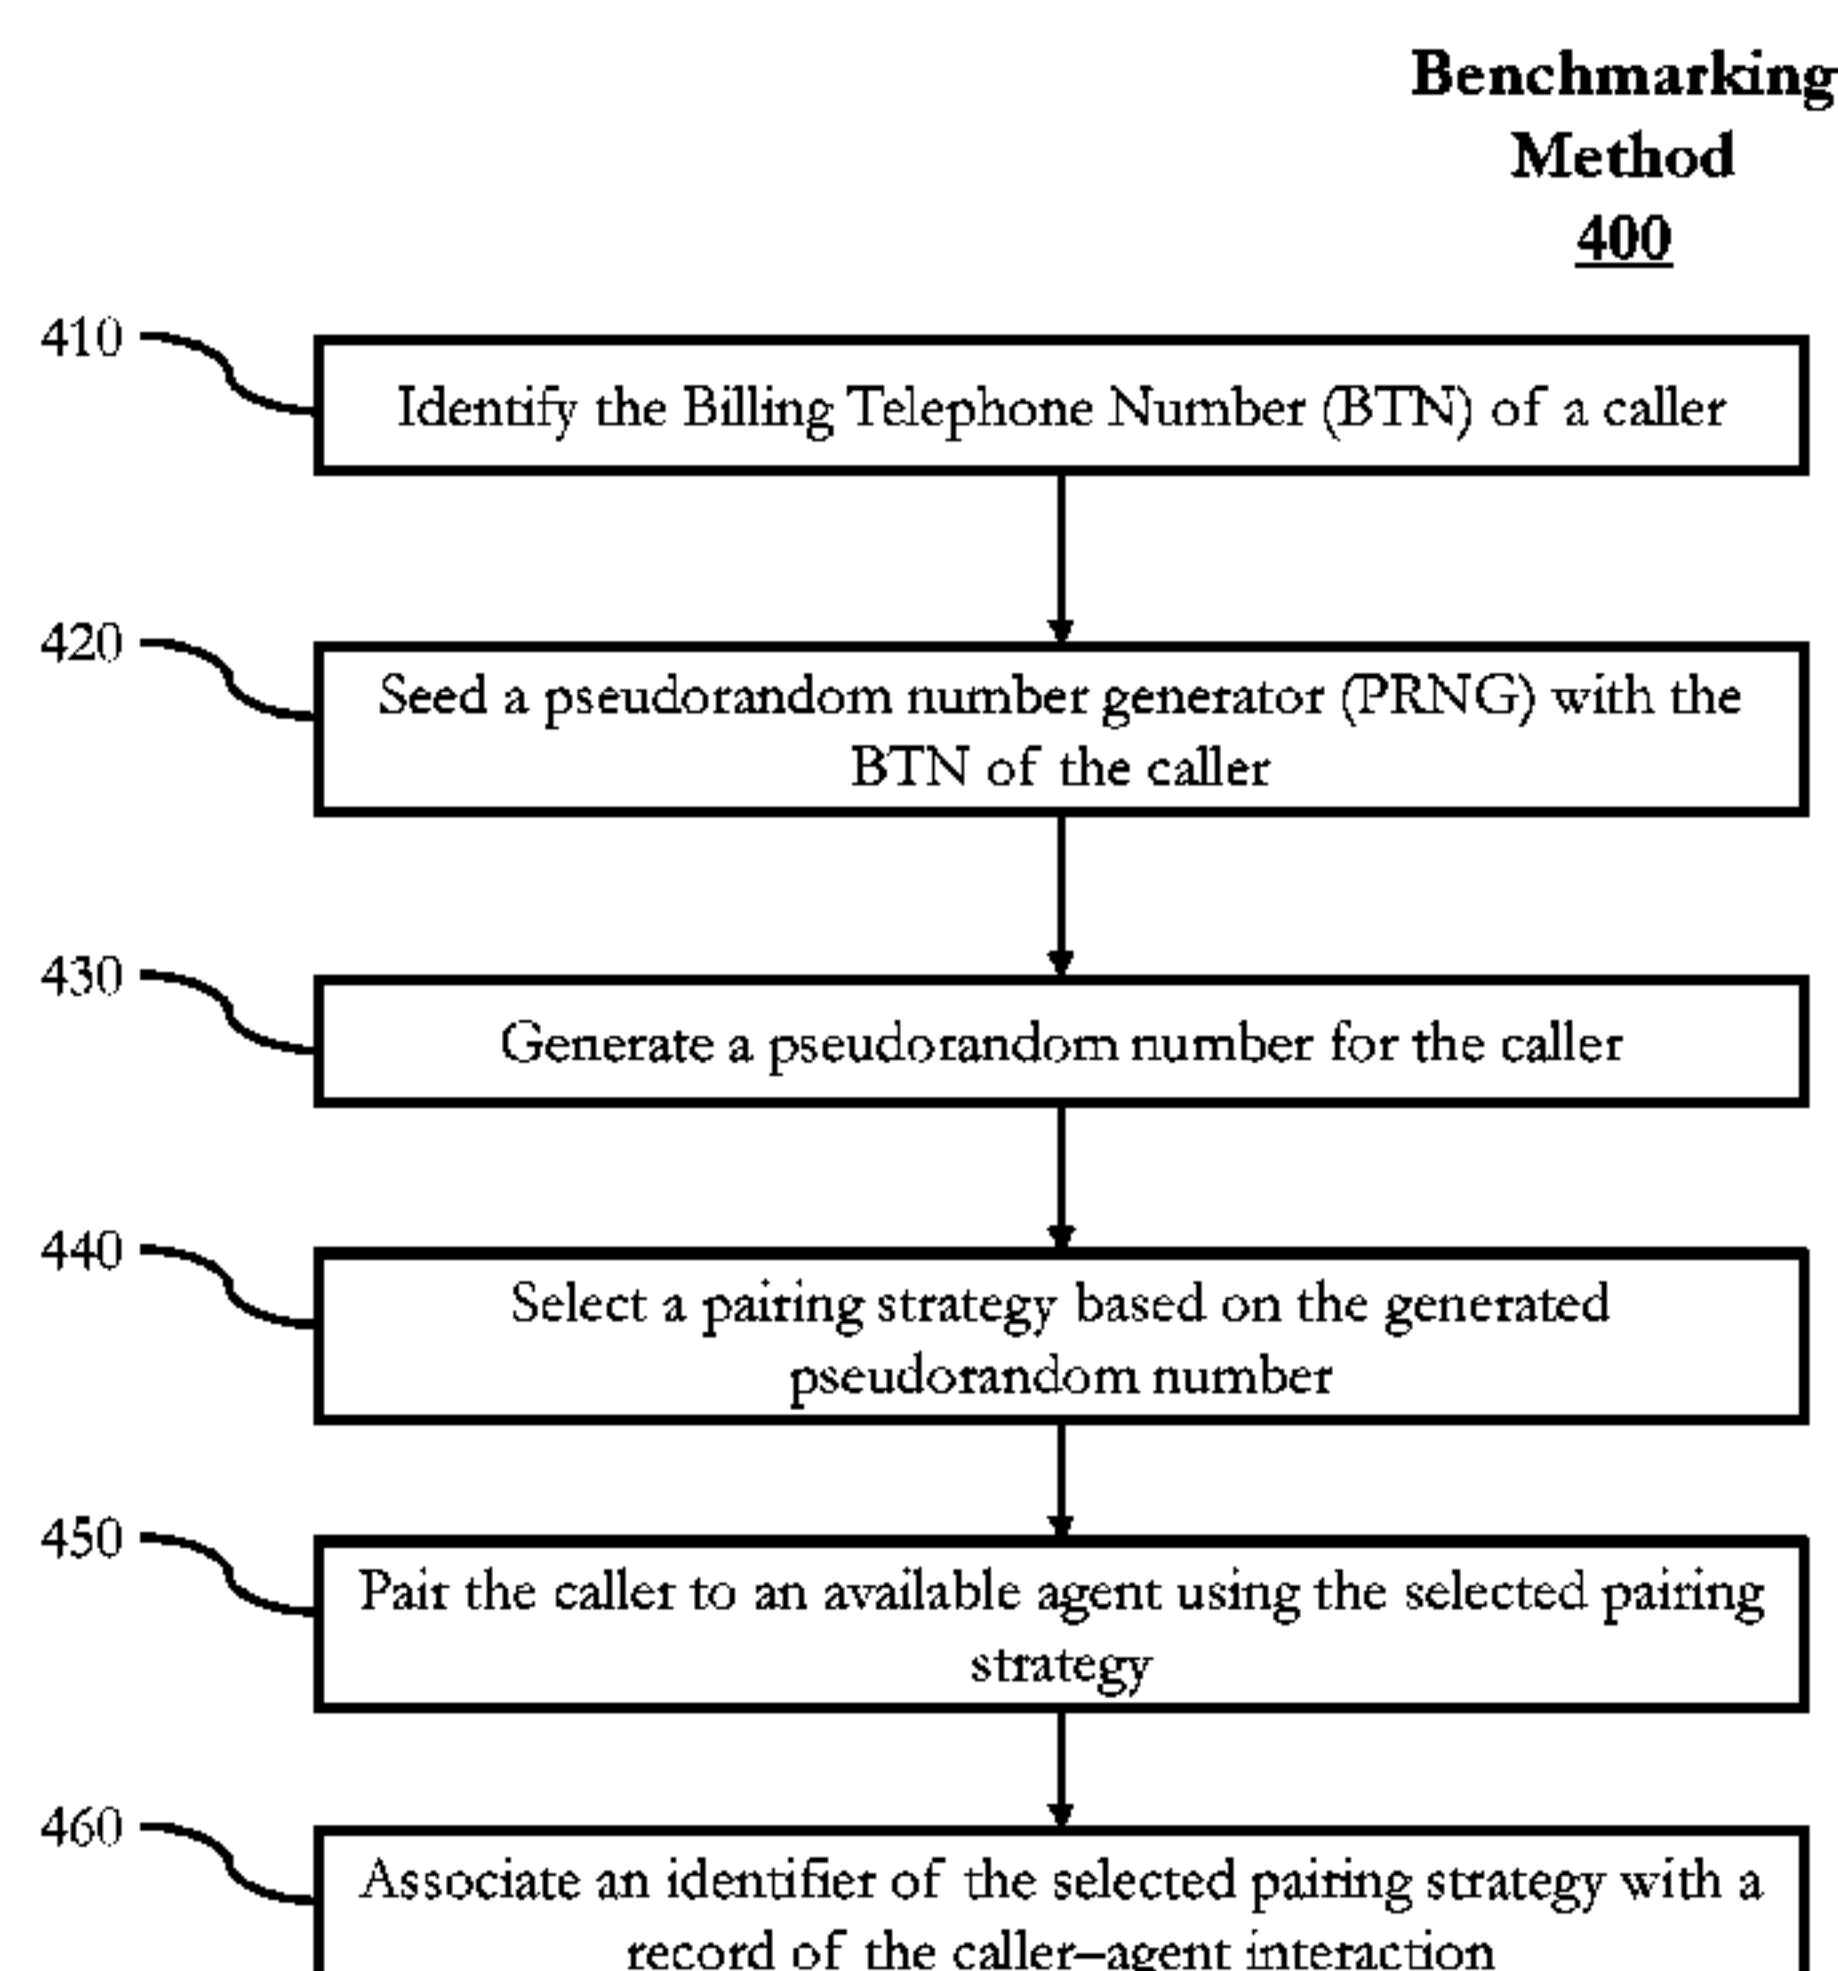 Benchmarking
Method
400
410
Identify the Billing Telephone Number (BTN) of a caller
420
Seed a pseudorandom number generator (PRNG) with the
BTN of the caller
430
Generate a pseudorandom number for the caller
440
Select a pairing strategy based on the generated
pseudorandom number
450
Pair the caller to an available agent using the selected pairing
strategy
460
Associate an identifier of the selected pairing strategy with a
record of the caller–agent interaction